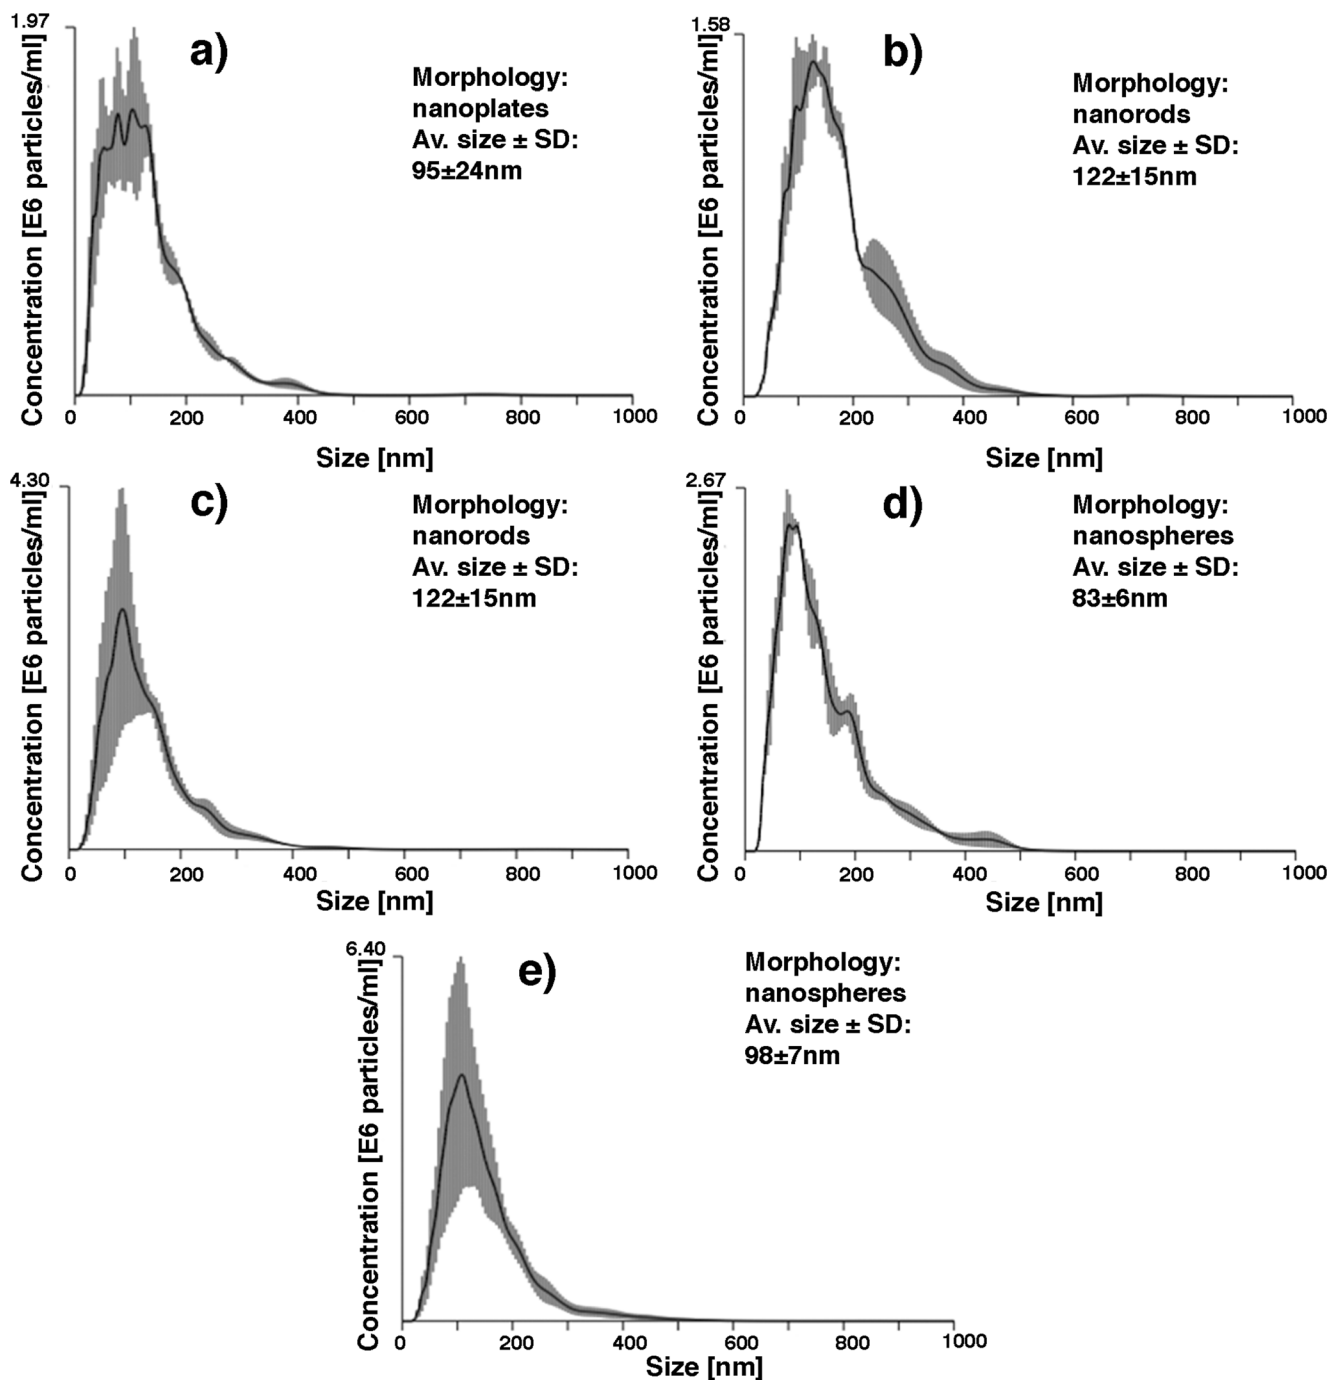 1.97
Concentration [E6 particles/ml]
a)
Morphology:
nanoplates
Av. size ± SD:
95±24nm
0 200 400 600 800 1000
Size [nm]
1.58
Concentration [E6 particles/ml]
b)
Morphology:
nanorods
Av. size ± SD:
122±15nm
0 200 400 600 800 1000
Size [nm]
4.30
Concentration [E6 particles/ml]
c)
Morphology:
nanorods
Av. size ± SD:
122±15nm
0 200 400 600 800 1000
Size [nm]
2.67
Concentration [E6 particles/ml]
d)
Morphology:
nanospheres
Av. size ± SD:
83±6nm
0 200 400 600 800 1000
Size [nm]
6.40
Concentration [E6 particles/ml]
e)
Morphology:
nanospheres
Av. size ± SD:
98±7nm
0 200 400 600 800 1000
Size [nm]